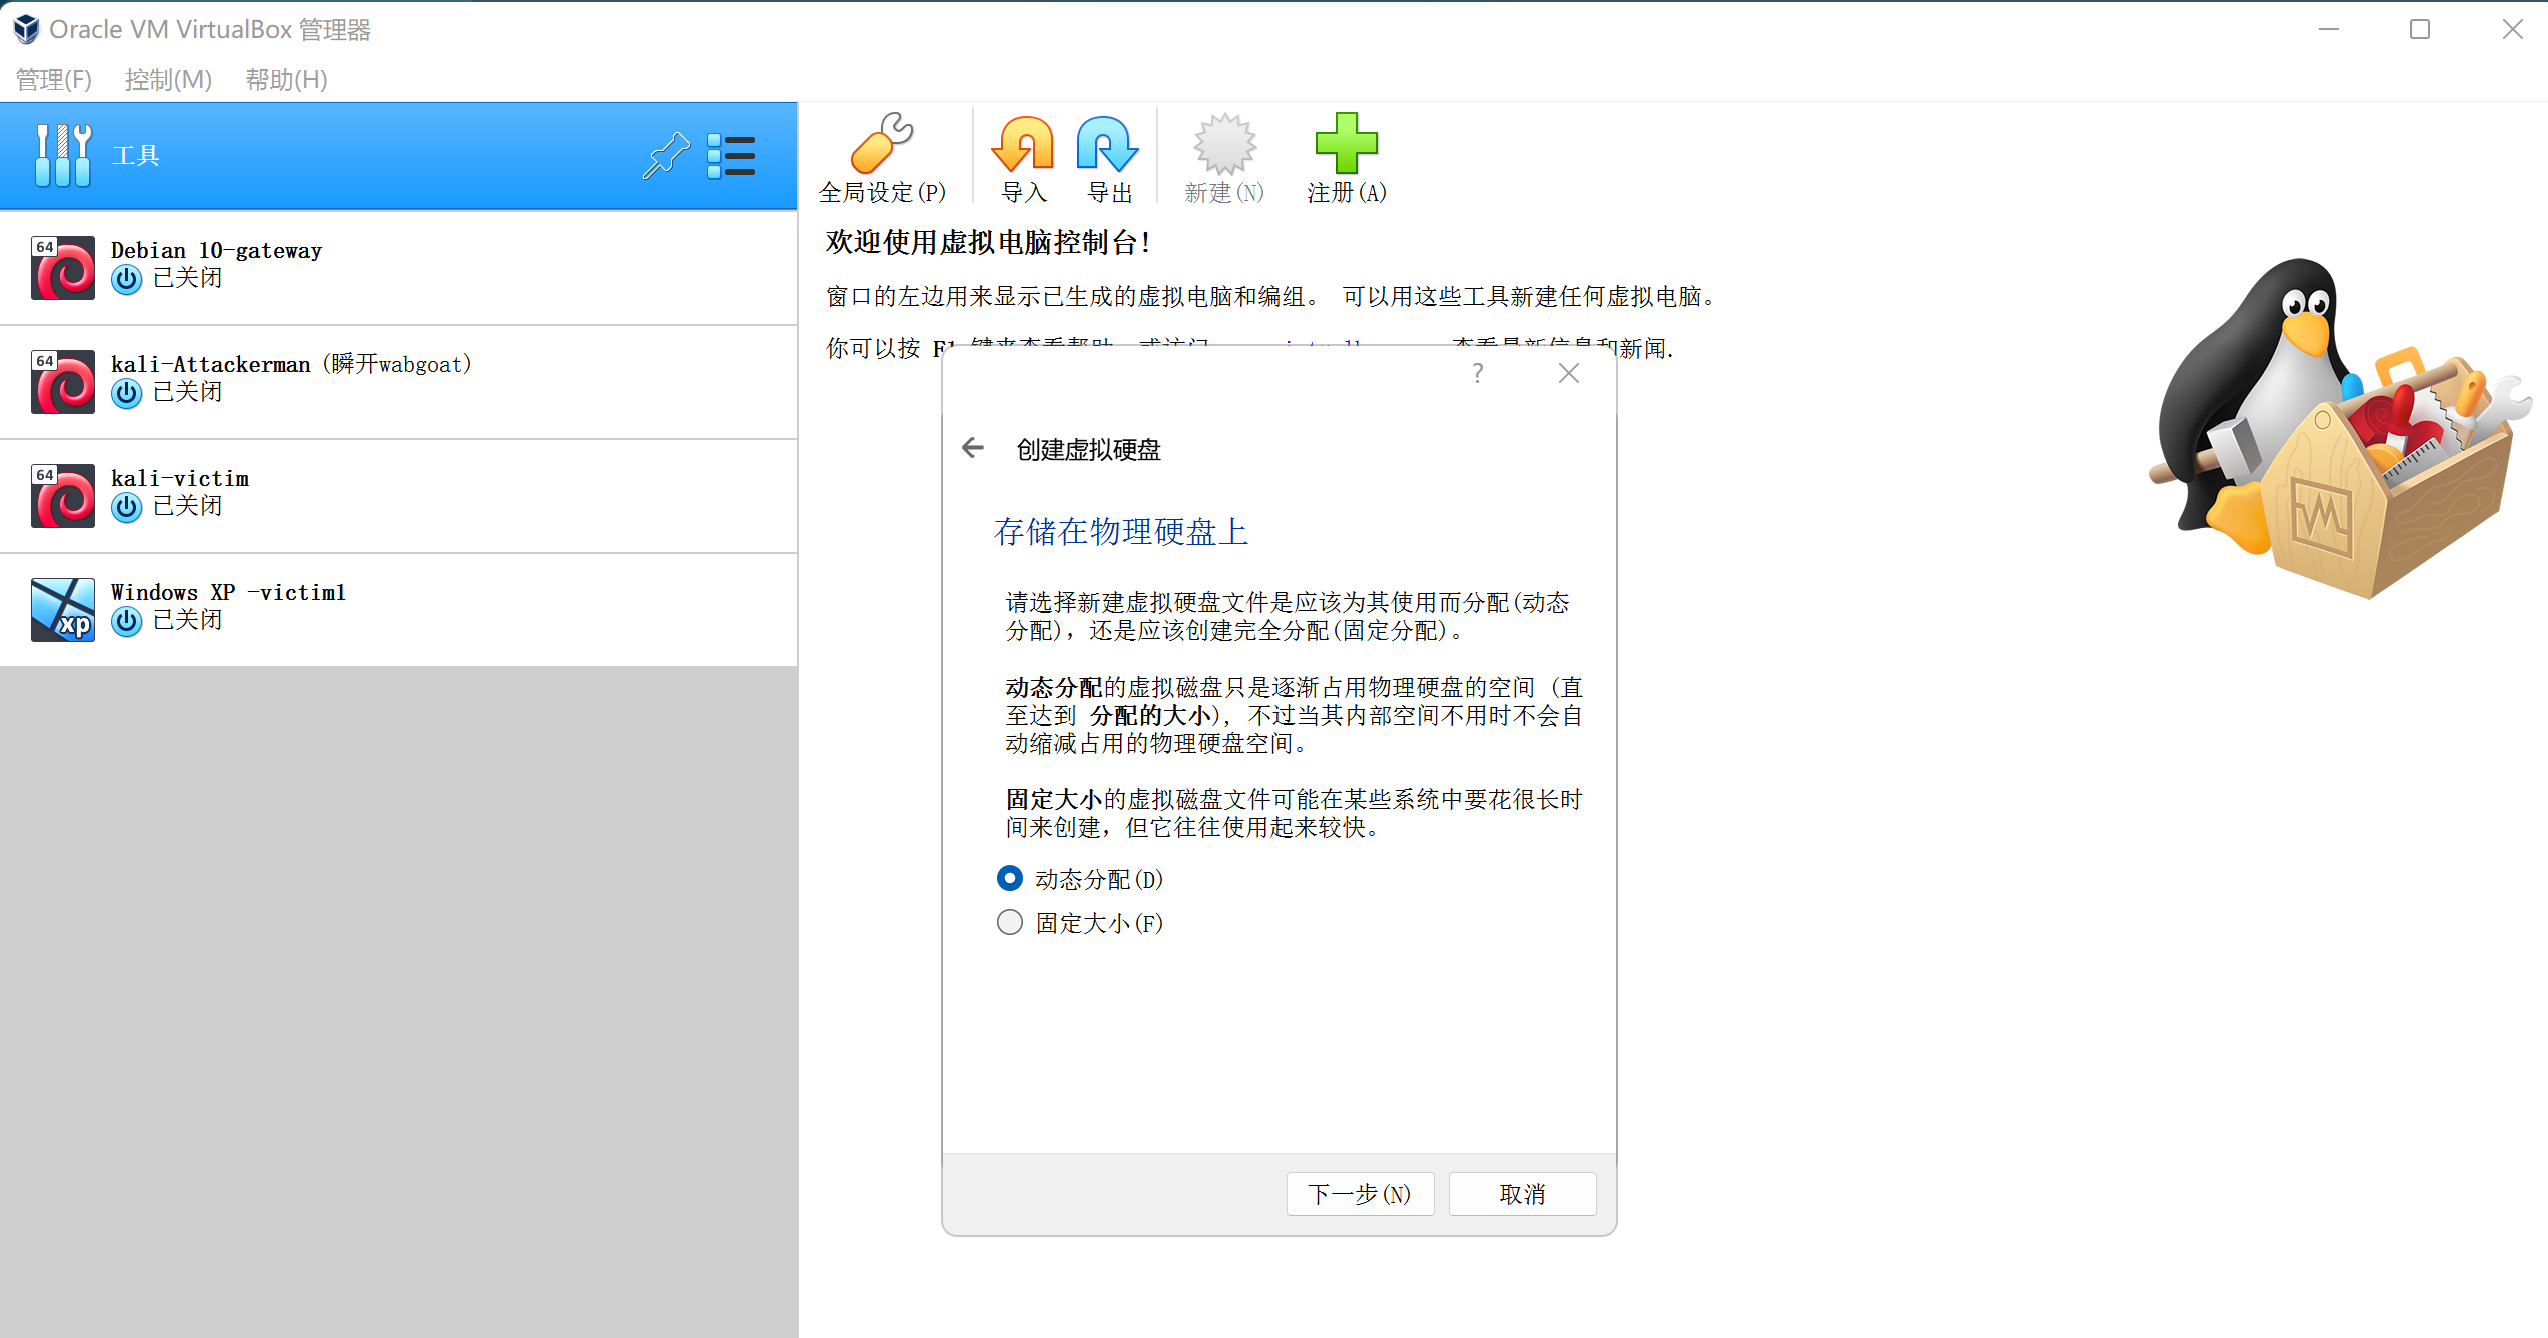 Oracle VM VirtualBox 管理器
管理(F) 控制(M) 帮助(H)
工具
全局设定(P) 导入 导出 新建(N) 注册(A)
64 Debian 10-gateway
已关闭
64 kali-Attackerman (瞬开wabgoat)
已关闭
64 kali-victim
已关闭
xp Windows XP -victim1
已关闭
欢迎使用虚拟电脑控制台!
窗口的左边用来显示已生成的虚拟电脑和编组。 可以用这些工具新建任何虚拟电脑。
你可以按 F1 键来查看帮助 查看最新信息和新闻.
?
创建虚拟硬盘
存储在物理硬盘上
请选择新建虚拟硬盘文件是应该为其使用而分配(动态
分配)，还是应该创建完全分配(固定分配)。
动态分配的虚拟磁盘只是逐渐占用物理硬盘的空间 (直
至达到 分配的大小)，不过当其内部空间不用时不会自
动缩减占用的物理硬盘空间。
固定大小的虚拟磁盘文件可能在某些系统中要花很长时
间来创建，但它往往使用起来较快。
动态分配(D)
固定大小(F)
下一步(N) 取消